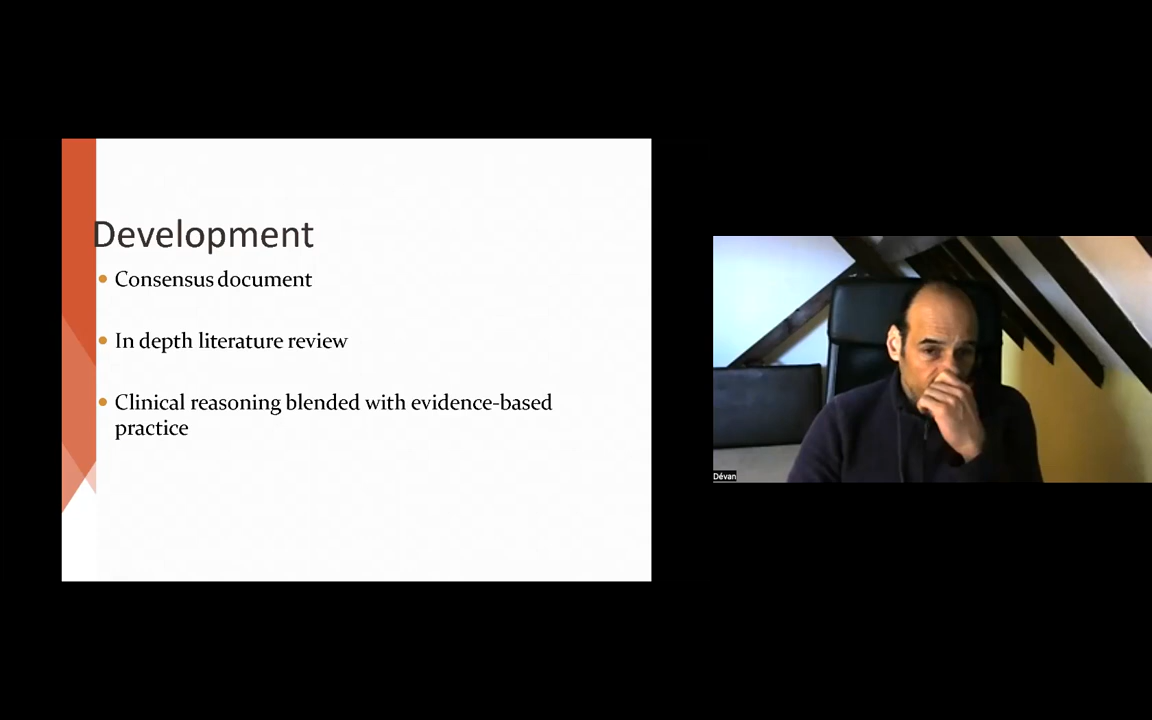 Development
• Consensus document
• In depth literature review
• Clinical reasoning blended with evidence-based
practice
Dévan